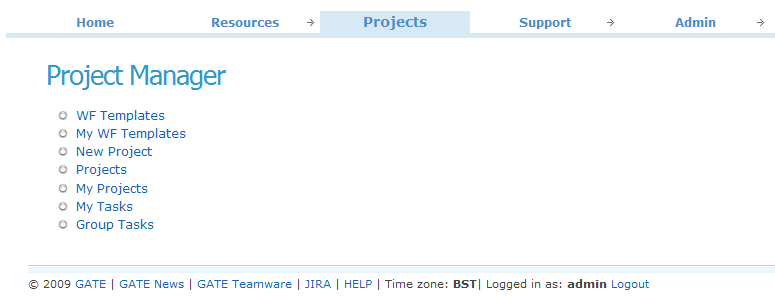 Home Resources Projects Support Admin
Project Manager
WF Templates
My WF Templates
New Project
Projects
My Projects
My Tasks
Group Tasks
© 2009 GATE | GATE News | GATE Teamware | JIRA | HELP | Time zone: BST| Logged in as: admin Logout